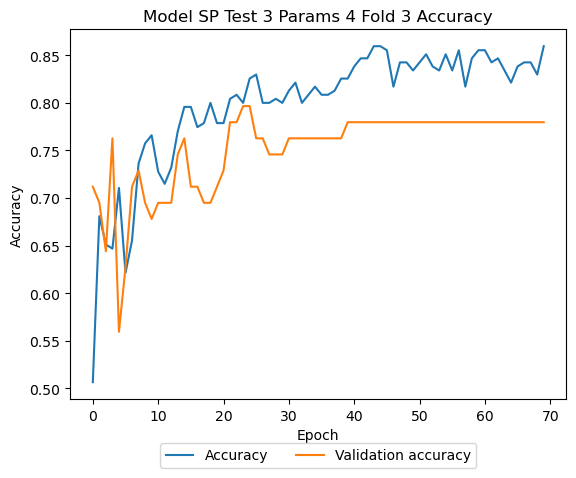 Model SP Test 3 Params 4 Fold 3 Accuracy
Accuracy
0.85
0.80
0.75
0.70
0.65
0.60
0.55
0.50
0 10 20 30 40 50 60 70
Epoch
Accuracy Validation accuracy